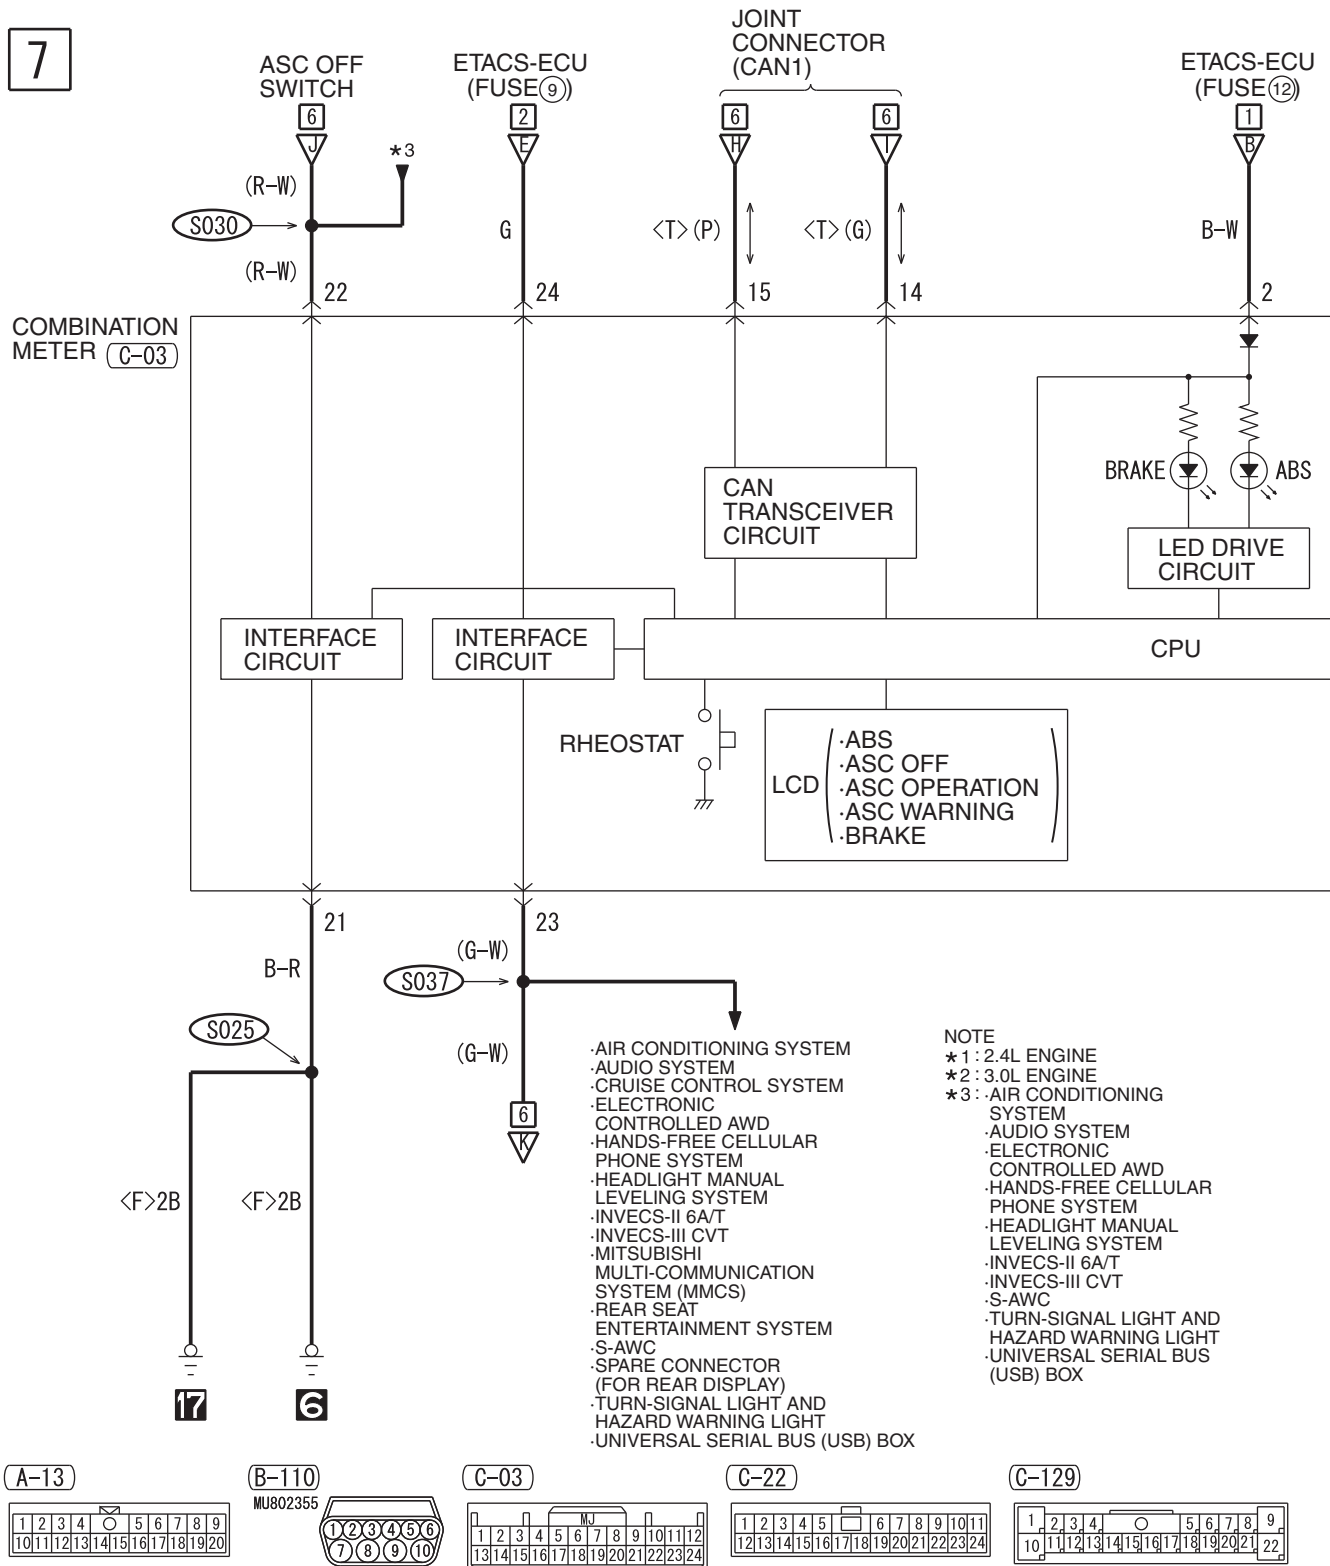 7
ASC OFF
SWITCH
6
J
*3
(R-W)
S030
(R-W)
22
ETACS-ECU
(FUSE⑨)
2
E
G
24
JOINT
CONNECTOR
(CAN1)
6
H
<T>(P)
15
6
I
<T>(G)
14
ETACS-ECU
(FUSE⑫)
1
B
B-W
2
COMBINATION
METER C-03
BRAKE
ABS
CAN
TRANSCEIVER
CIRCUIT
LED DRIVE
CIRCUIT
INTERFACE
CIRCUIT
INTERFACE
CIRCUIT
CPU
RHEOSTAT
LCD
·ABS
·ASC OFF
·ASC OPERATION
·ASC WARNING
·BRAKE
21
B-R
S025
<F>2B
<F>2B
17
6
23
(G-W)
S037
(G-W)
6
K
·AIR CONDITIONING SYSTEM
·AUDIO SYSTEM
·CRUISE CONTROL SYSTEM
·ELECTRONIC
CONTROLLED AWD
·HANDS-FREE CELLULAR
PHONE SYSTEM
·HEADLIGHT MANUAL
LEVELING SYSTEM
·INVECS-II 6A/T
·INVECS-III CVT
·MITSUBISHI
MULTI-COMMUNICATION
SYSTEM (MMCS)
·REAR SEAT
ENTERTAINMENT SYSTEM
·S-AWC
·SPARE CONNECTOR
(FOR REAR DISPLAY)
·TURN-SIGNAL LIGHT AND
HAZARD WARNING LIGHT
·UNIVERSAL SERIAL BUS (USB) BOX
NOTE
*1: 2.4L ENGINE
*2: 3.0L ENGINE
*3: ·AIR CONDITIONING
SYSTEM
·AUDIO SYSTEM
·ELECTRONIC
CONTROLLED AWD
·HANDS-FREE CELLULAR
PHONE SYSTEM
·HEADLIGHT MANUAL
LEVELING SYSTEM
·INVECS-II 6A/T
·INVECS-III CVT
·S-AWC
·TURN-SIGNAL LIGHT AND
HAZARD WARNING LIGHT
·UNIVERSAL SERIAL BUS
(USB) BOX
A-13
1 2 3 4 5 6 7 8 9
10 11 12 13 14 15 16 17 18 19 20
B-110
MU802355
1 2 3 4 5 6
7 8 9 10
C-03
MJ
1 2 3 4 5 6 7 8 9 10 11 12
13 14 15 16 17 18 19 20 21 22 23 24
C-22
1 2 3 4 5 6 7 8 9 10 11
12 13 14 15 16 17 18 19 20 21 22 23 24
C-129
1 2 3 4 5 6 7 8 9
10 11 12 13 14 15 16 17 18 19 20 21 22